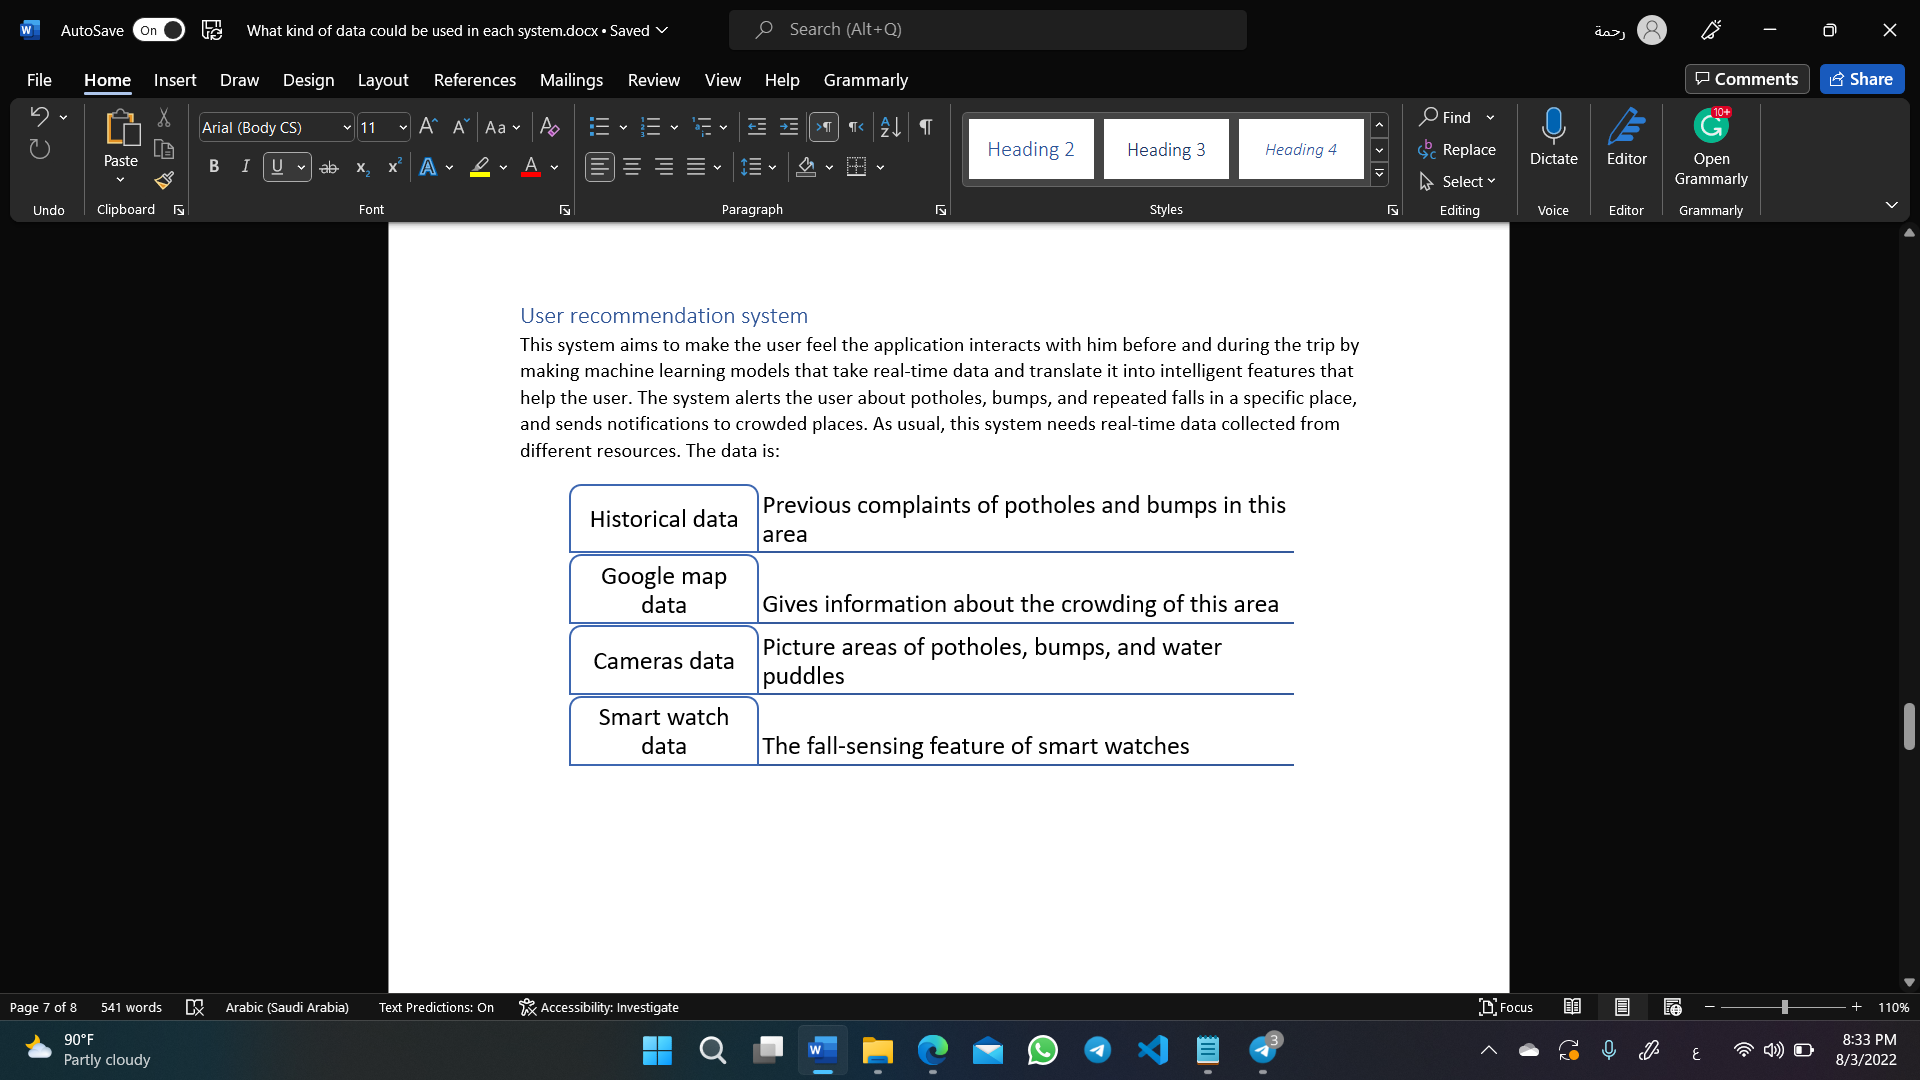 AutoSave On What kind of data could be used in each system.docx • Saved Search (Alt+Q) رحمة
File Home Insert Draw Design Layout References Mailings Review View Help Grammarly Comments Share
Arial (Body CS) 11 Aa Heading 2 Heading 3 Heading 4 Find Replace Select
Paste B I U ab Dictate Editor Open Grammarly 10+
Undo Clipboard Font Paragraph Styles Editing Voice Editor Grammarly
User recommendation system
This system aims to make the user feel the application interacts with him before and during the trip by
making machine learning models that take real-time data and translate it into intelligent features that
help the user. The system alerts the user about potholes, bumps, and repeated falls in a specific place,
and sends notifications to crowded places. As usual, this system needs real-time data collected from
different resources. The data is:
Historical data
Previous complaints of potholes and bumps in this
area
Google map
data
Gives information about the crowding of this area
Cameras data
Picture areas of potholes, bumps, and water
puddles
Smart watch
data
The fall-sensing feature of smart watches
Page 7 of 8 541 words Arabic (Saudi Arabia) Text Predictions: On Accessibility: Investigate Focus 110%
90°F
Partly cloudy
3
ع
8:33 PM
8/3/2022